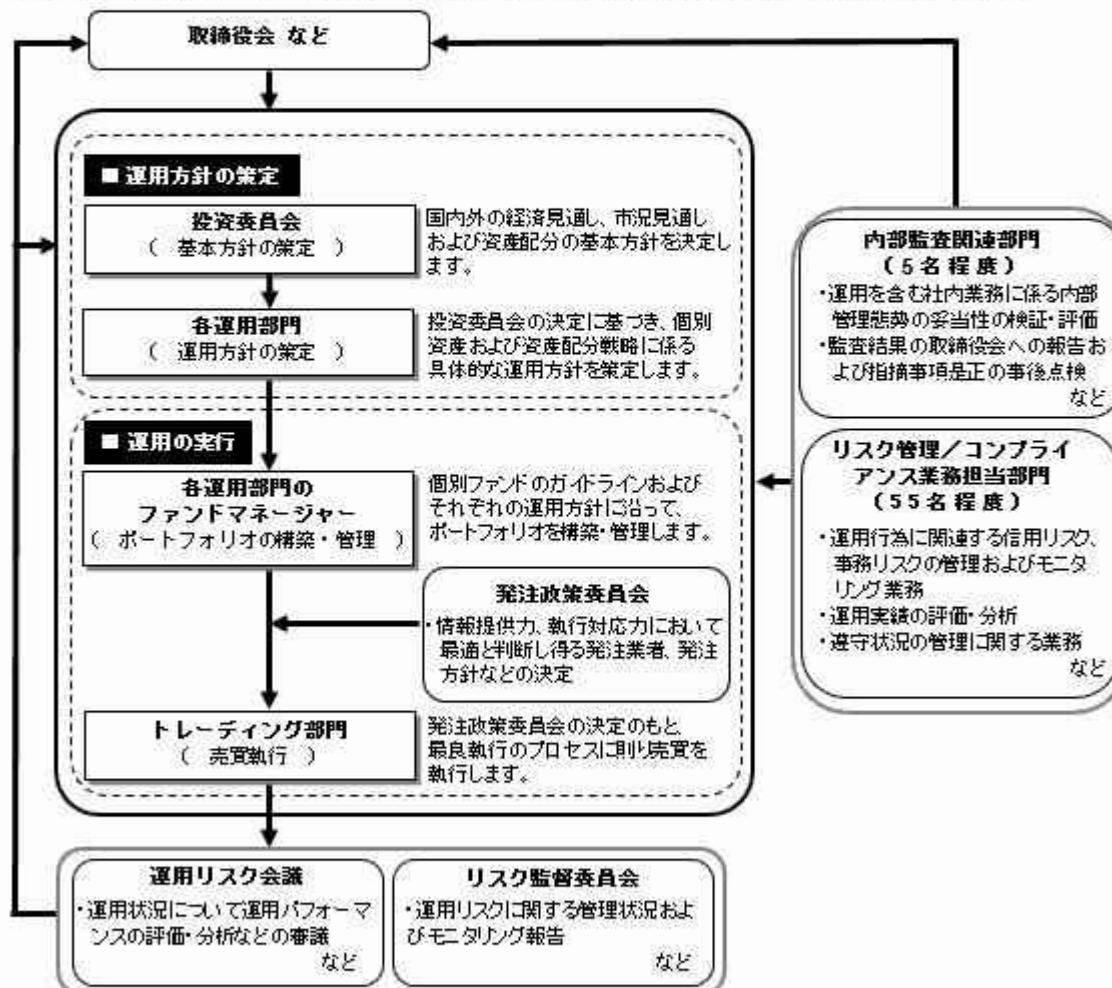 取締役会 など
■ 運用方針の策定
投資委員会
( 基本方針の策定 )
国内外の経済見通し、市況見通し
および資産配分の基本方針を決定し
ます。
各運用部門
( 運用方針の策定 )
投資委員会の決定に基づき、個別
資産および資産配分戦略に係る
具体的な運用方針を策定します。
■ 運用の実行
各運用部門の
ファンドマネージャー
( ポートフォリオの構築・管理 )
個別ファンドのガイドラインおよび
それぞれの運用方針に沿って、
ポートフォリオを構築・管理します。
発注政策委員会
・情報提供力、執行対応力において
最適と判断し得る発注業者、発注
方針などの決定
トレーディング部門
( 売買執行 )
発注政策委員会の決定のもと、
最良執行のプロセスに則り売買を
執行します。
内部監査関連部門
(5名程度)
・運用を含む社内業務に係る内部
管理態勢の妥当性の検証・評価
・監査結果の取締役会への報告お
よび指摘事項是正の事後点検
など
リスク管理/コンプライ
アンス業務担当部門
(55名程度)
・運用行為に関連する信用リスク、
事務リスクの管理およびモニタ
リング業務
・運用実績の評価・分析
・遵守状況の管理に関する業務
など
運用リスク会議
・運用状況について運用パフォーマ
ンスの評価・分析などの審議
など
リスク監督委員会
・運用リスクに関する管理状況およ
びモニタリング報告
など